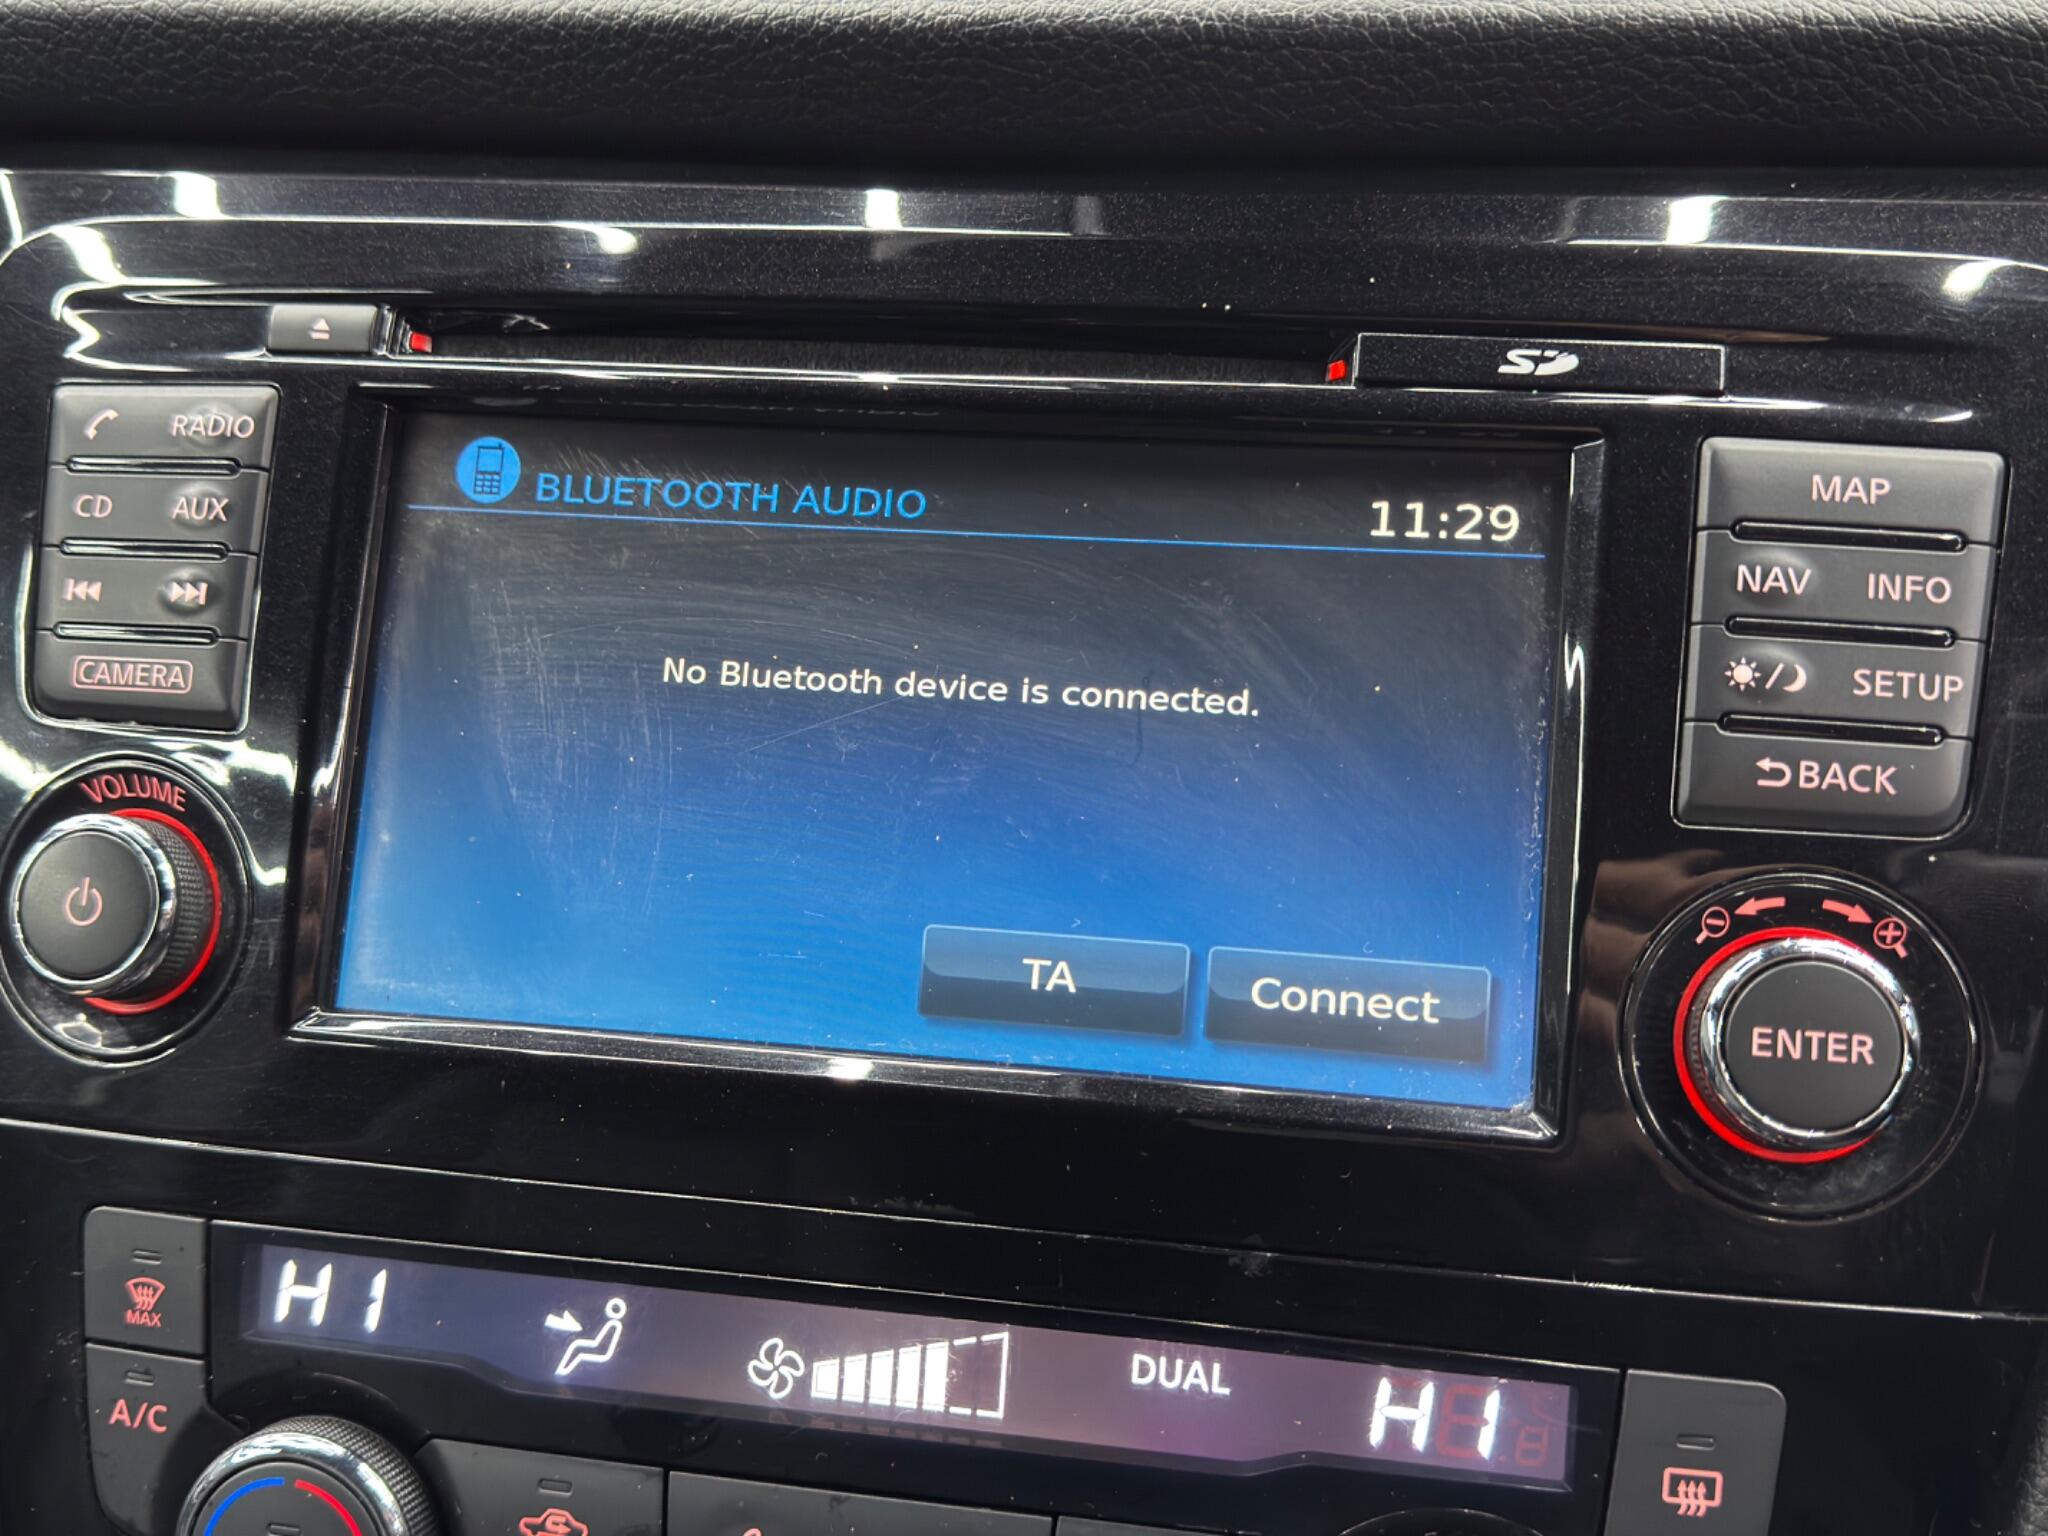 SD
RADIO
CD AUX
CAMERA
VOLUME
BLUETOOTH AUDIO
11:29
No Bluetooth device is connected.
TA
Connect
MAP
NAV INFO
SETUP
BACK
ENTER
MAX
A/C
HI
DUAL
HI